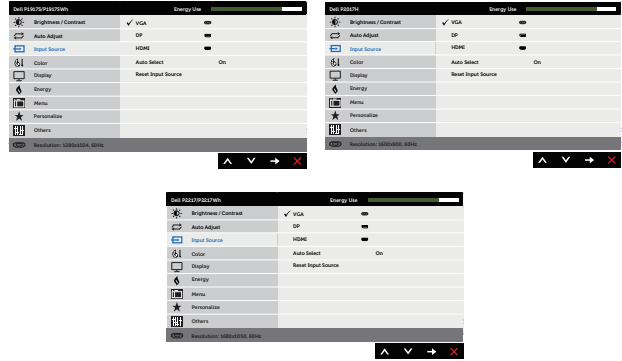 Dell P1917S/P1917SWh Energy Use
Brightness / Contrast VGA
Auto Adjust DP
Input Source HDMI
Color Auto Select On
Display Reset Input Source
Energy
Menu
Personalize
Others
Resolution: 1280x1024, 60Hz
Dell P2017H Energy Use
Brightness / Contrast VGA
Auto Adjust DP
Input Source HDMI
Color Auto Select On
Display Reset Input Source
Energy
Menu
Personalize
Others
Resolution: 1600x900, 60Hz
Dell P2217/P2217Wh Energy Use
Brightness / Contrast VGA
Auto Adjust DP
Input Source HDMI
Color Auto Select On
Display Reset Input Source
Energy
Menu
Personalize
Others
Resolution: 1680x1050, 60Hz